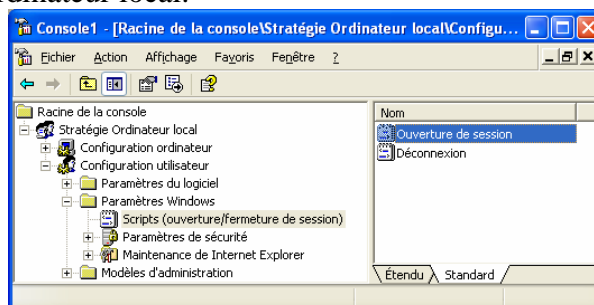 rdinateur local.
Console1 - [Racine de la console\Stratégie Ordinateur local\Configu...
Fichier Action Affichage Favoris Fenêtre ?
Racine de la console
Stratégie Ordinateur local
Configuration ordinateur
Configuration utilisateur
Paramètres du logiciel
Paramètres Windows
Scripts (ouverture/fermeture de session)
Paramètres de sécurité
Maintenance de Internet Explorer
Modèles d'administration
Nom
Ouverture de session
Déconnexion
Étendu Standard